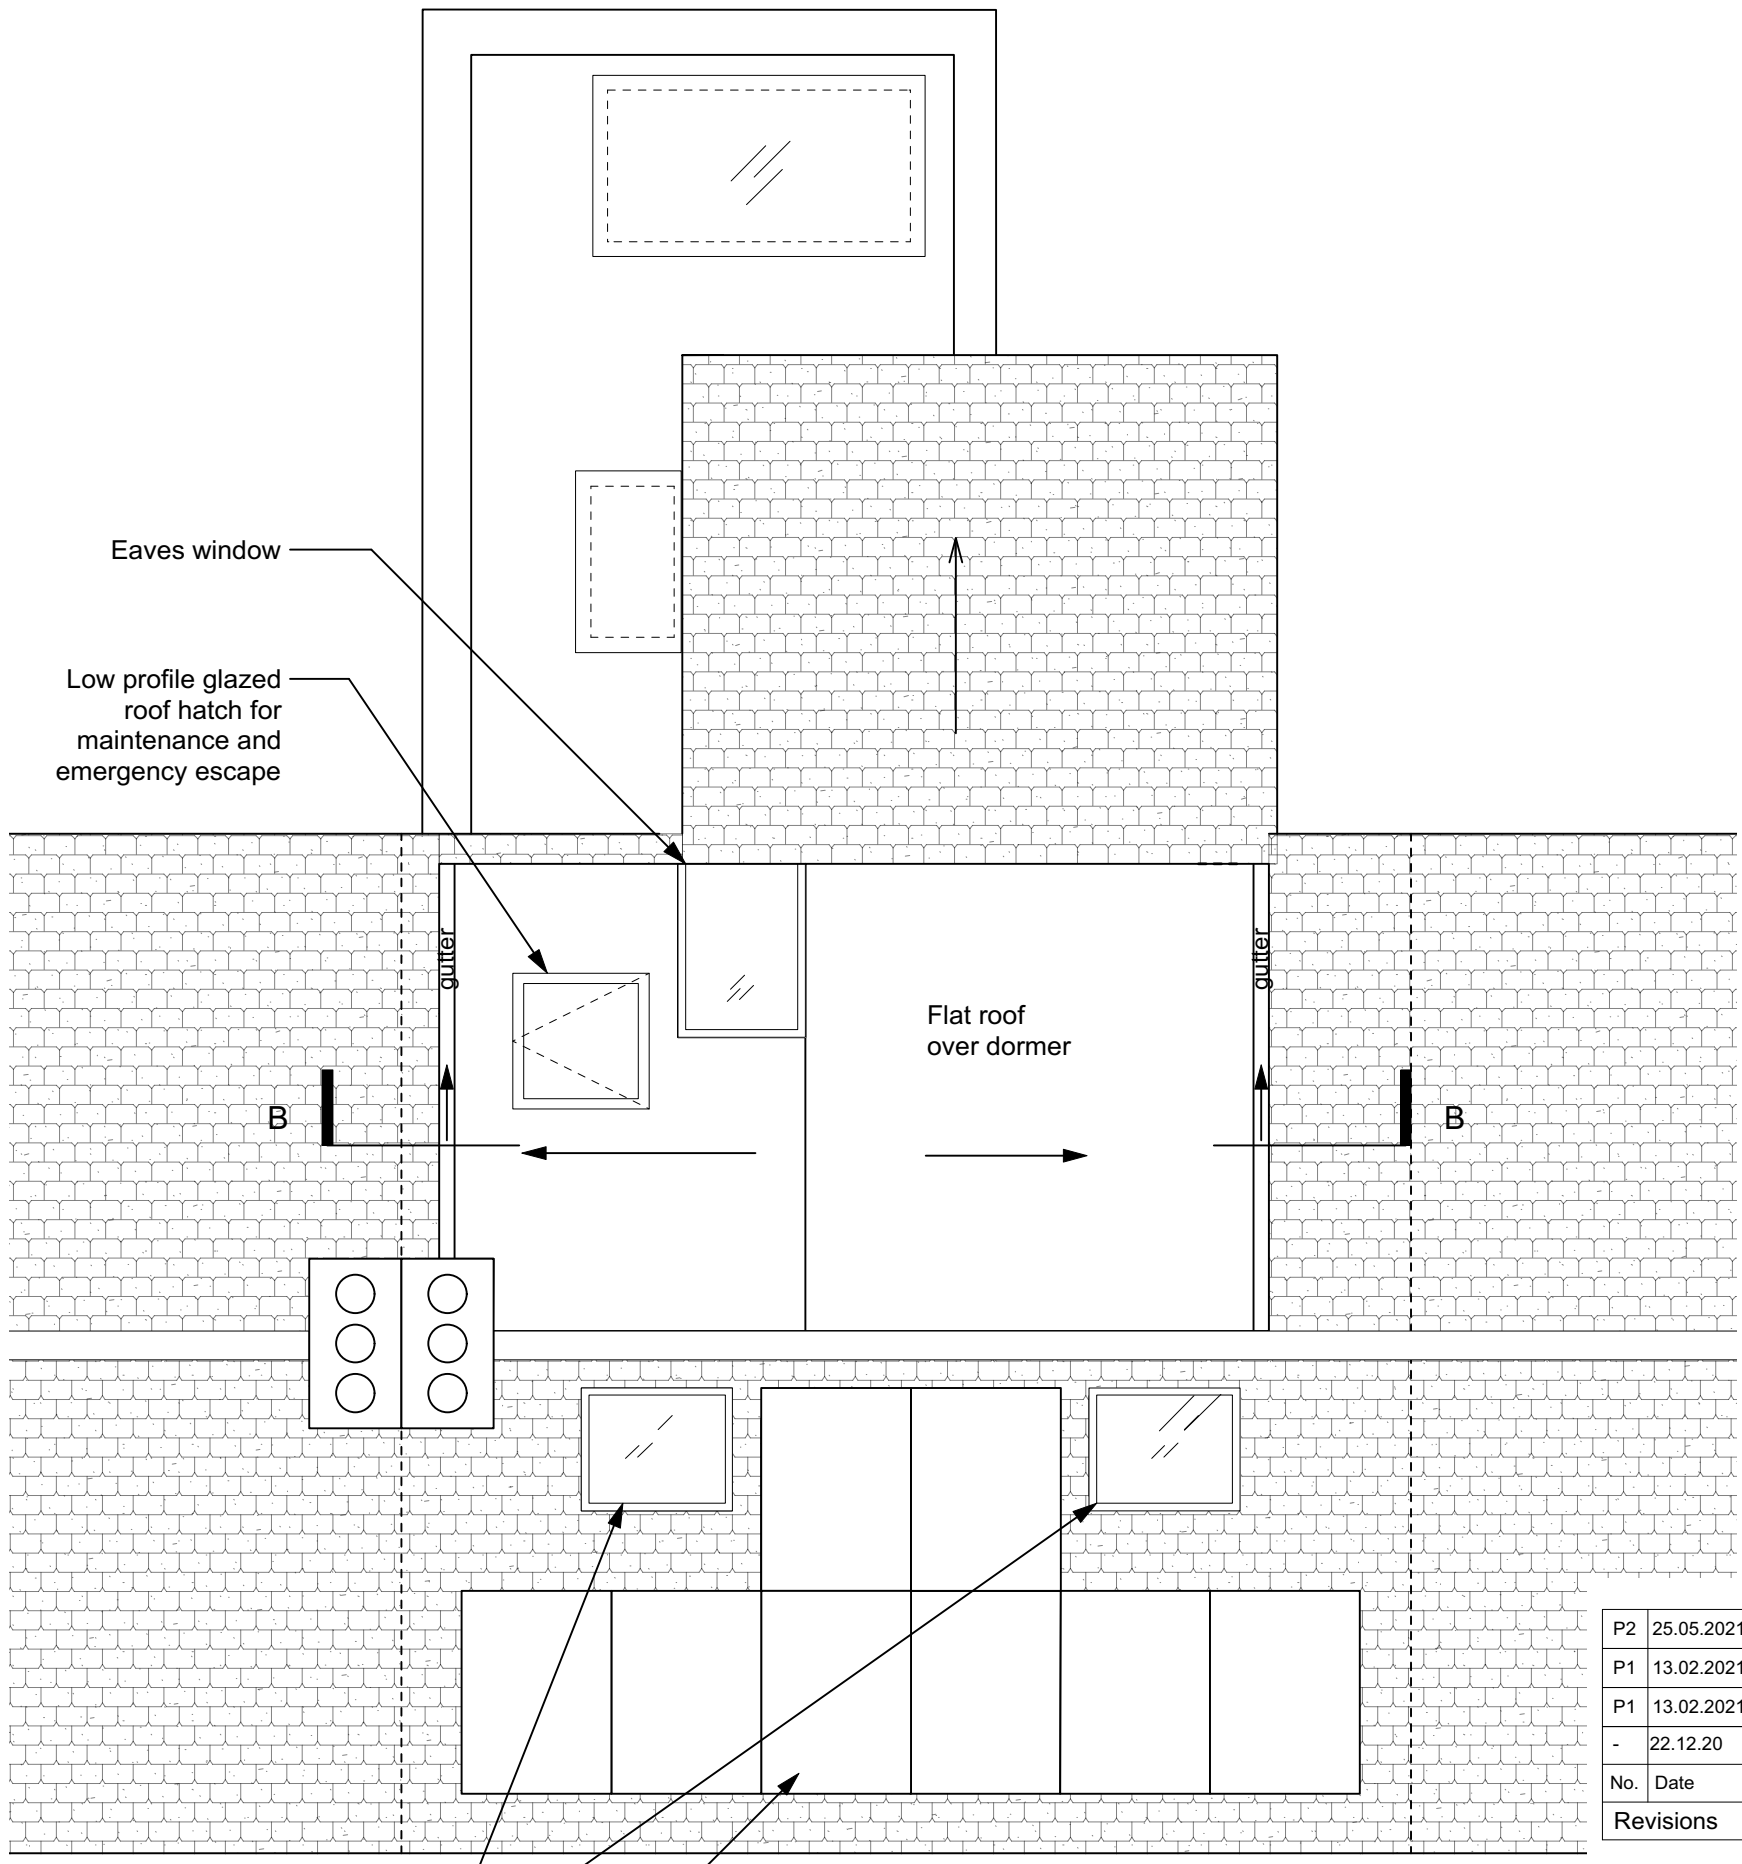 Eaves window
Low profile glazed
roof hatch for
maintenance and
emergency escape
gutter
gutter
Flat roof
over dormer
B
B
P2 25.05.2021
P1 13.02.2021
P1 13.02.2021
- 22.12.20
No. Date
Revisions